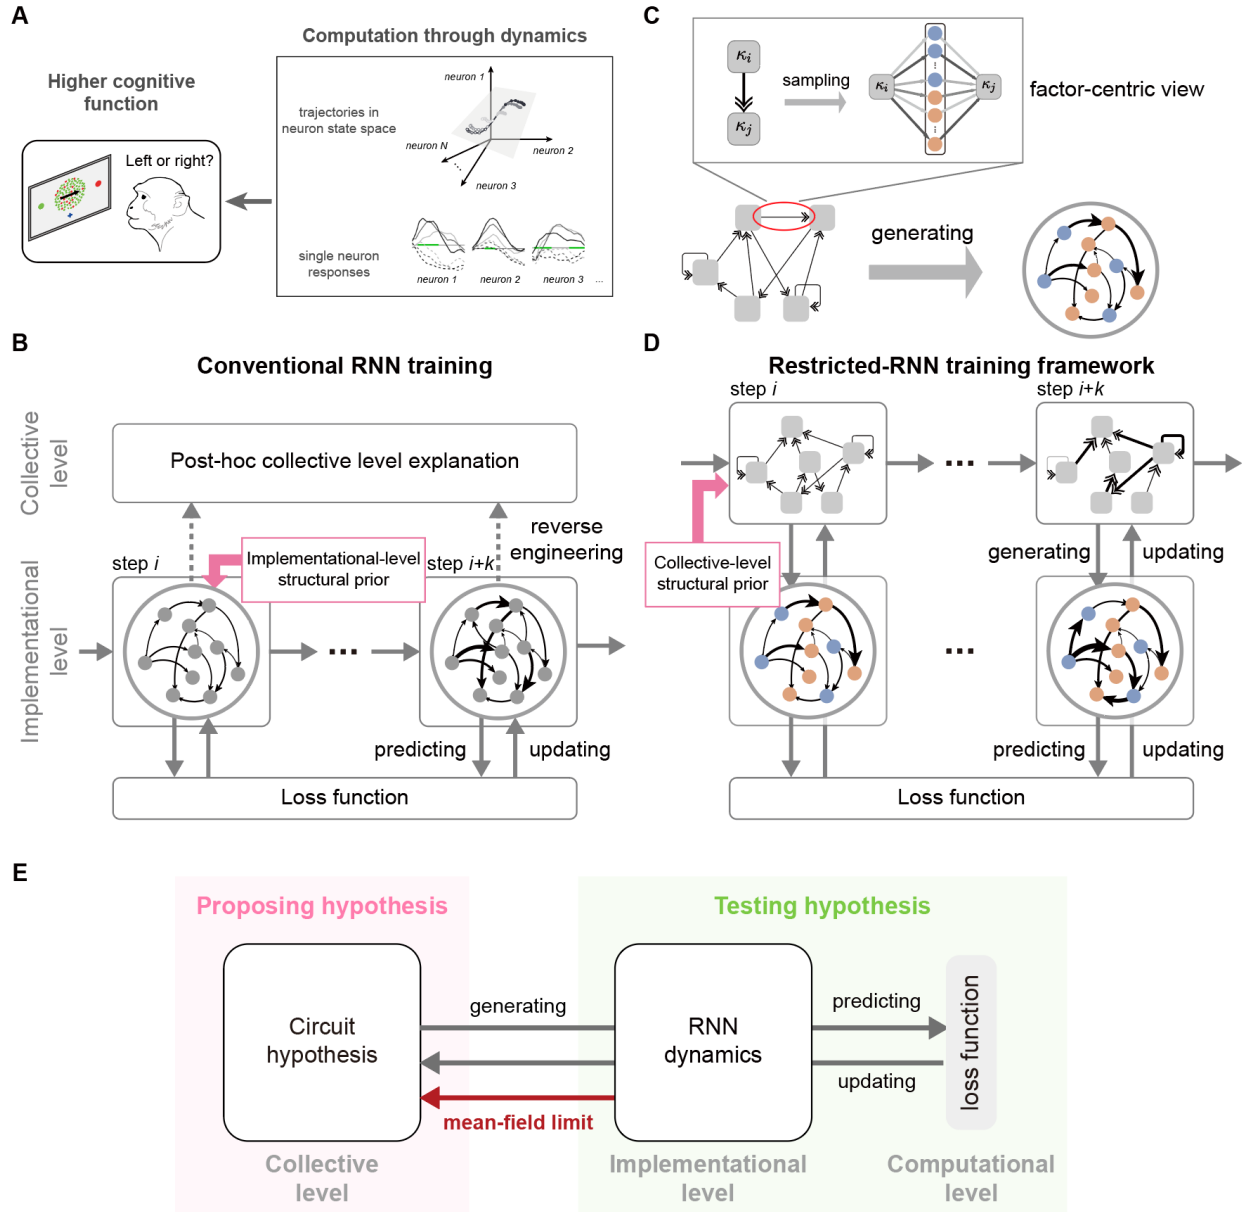 A
Computation through dynamics
Higher cognitive
function
Left or right?
trajectories in
neuron state space
neuron 1
neuron N
neuron 2
neuron 3
single neuron
responses
neuron 1
neuron 2
neuron 3
...
C
κi
κj
sampling
κi
κj
factor-centric view
generating
B
Conventional RNN training
Collective
level
Post-hoc collective level explanation
reverse
engineering
step i
Implementational-level
structural prior
step i+k
Implementational
level
...
predicting
updating
Loss function
D
Restricted-RNN training framework
step i
step i+k
...
Collective-level
structural prior
generating
updating
...
predicting
updating
Loss function
E
Proposing hypothesis
Testing hypothesis
Circuit
hypothesis
generating
mean-field limit
RNN
dynamics
predicting
updating
loss function
Collective
level
Implementational
level
Computational
level